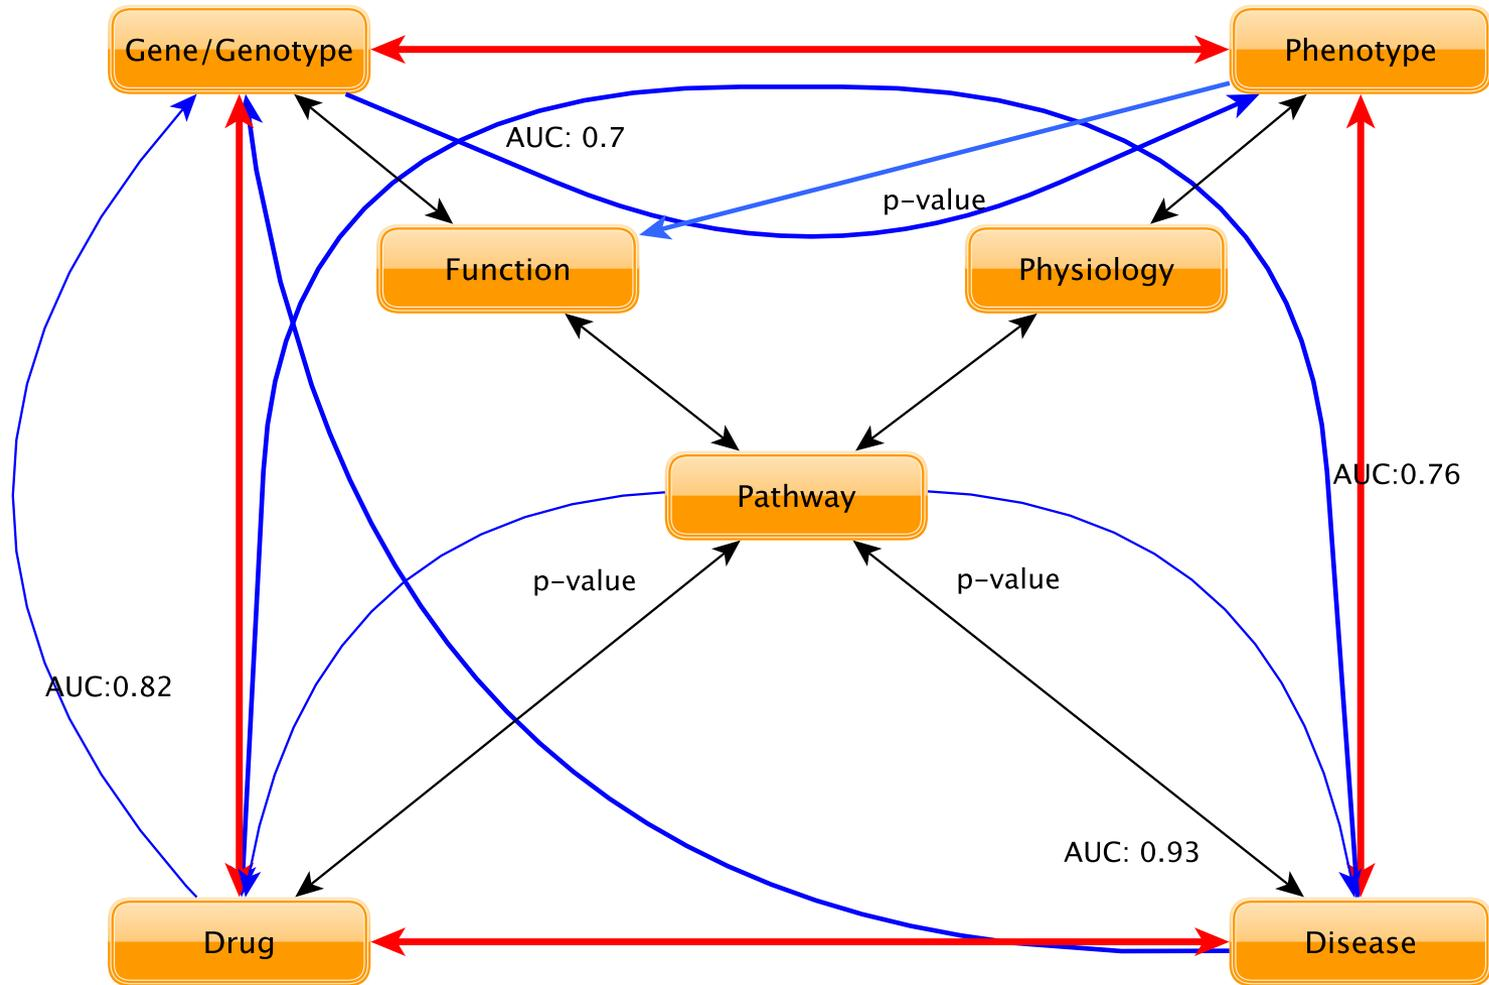 Gene/Genotype
Phenotype
AUC: 0.7
p-value
Function
Physiology
AUC:0.76
Pathway
p-value
p-value
AUC:0.82
AUC: 0.93
Drug
Disease